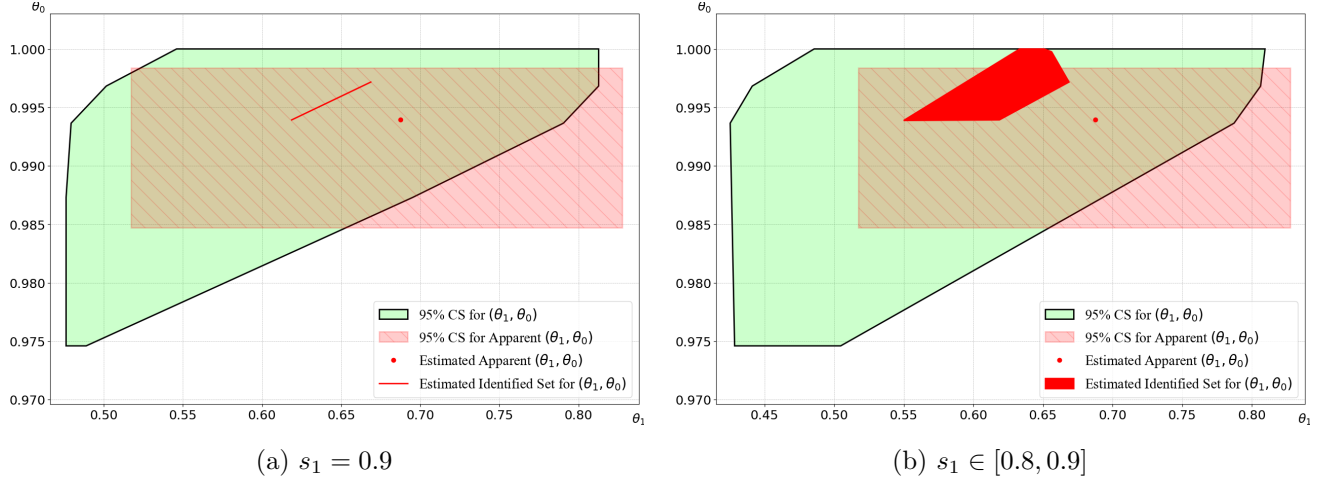 θ₀
1.000
0.995
0.990
0.985
0.980
0.975
0.970
0.50
0.55
0.60
0.65
0.70
0.75
0.80
θ₁
95% CS for (θ₁, θ₀)
95% CS for Apparent (θ₁, θ₀)
Estimated Apparent (θ₁, θ₀)
Estimated Identified Set for (θ₁, θ₀)
(a) s₁ = 0.9
θ₀
1.000
0.995
0.990
0.985
0.980
0.975
0.970
0.45
0.50
0.55
0.60
0.65
0.70
0.75
0.80
θ₁
95% CS for (θ₁, θ₀)
95% CS for Apparent (θ₁, θ₀)
Estimated Apparent (θ₁, θ₀)
Estimated Identified Set for (θ₁, θ₀)
(b) s₁ ∈ [0.8, 0.9]